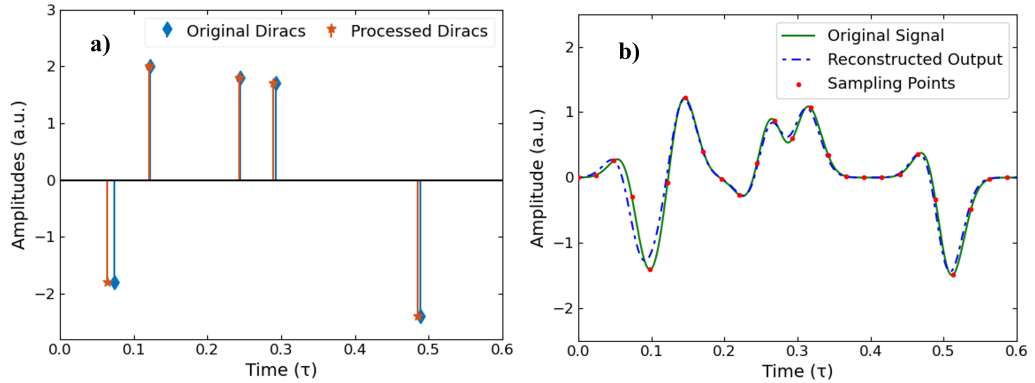 a)
Original Diracs
Processed Diracs
Amplitudes (a.u.)
3
2
1
0
−1
−2
0.0 0.1 0.2 0.3 0.4 0.5 0.6
Time (τ)
b)
Original Signal
Reconstructed Output
Sampling Points
Amplitude (a.u.)
2
1
0
−1
−2
0.0 0.1 0.2 0.3 0.4 0.5 0.6
Time (τ)